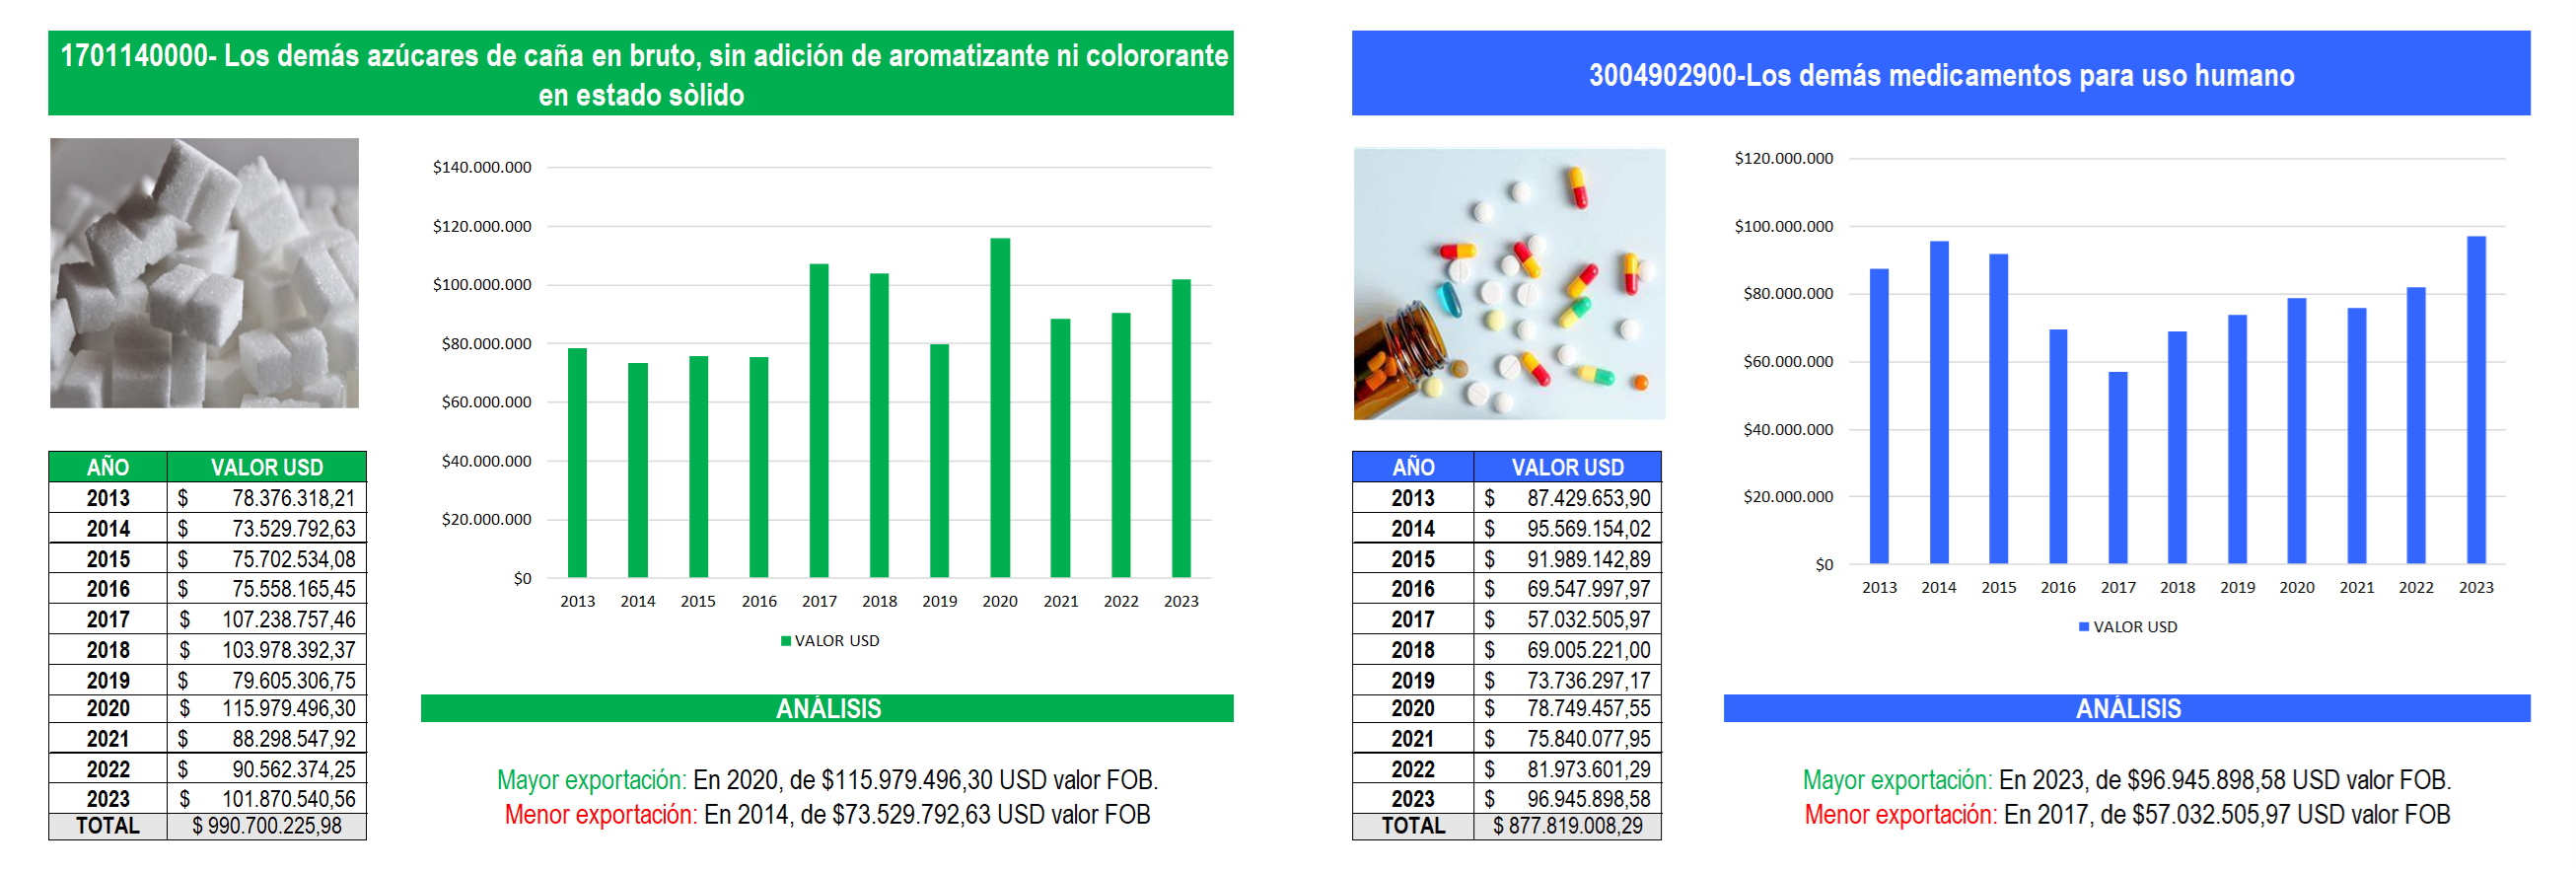 1701140000- Los demás azúcares de caña en bruto, sin adición de aromatizante ni colororante
en estado sòlido
$140.000.000
$120.000.000
$100.000.000
$80.000.000
$60.000.000
$40.000.000
$20.000.000
$0
2013 2014 2015 2016 2017 2018 2019 2020 2021 2022 2023
VALOR USD
AÑO VALOR USD
2013 $ 78.376.318,21
2014 $ 73.529.792,63
2015 $ 75.702.534,08
2016 $ 75.558.165,45
2017 $ 107.238.757,46
2018 $ 103.978.392,37
2019 $ 79.605.306,75
2020 $ 115.979.496,30
2021 $ 88.298.547,92
2022 $ 90.562.374,25
2023 $ 101.870.540,56
TOTAL $ 990.700.225,98
ANÁLISIS
Mayor exportación: En 2020, de $115.979.496,30 USD valor FOB.
Menor exportación: En 2014, de $73.529.792,63 USD valor FOB
3004902900-Los demás medicamentos para uso humano
$120.000.000
$100.000.000
$80.000.000
$60.000.000
$40.000.000
$20.000.000
$0
2013 2014 2015 2016 2017 2018 2019 2020 2021 2022 2023
VALOR USD
AÑO VALOR USD
2013 $ 87.429.653,90
2014 $ 95.569.154,02
2015 $ 91.989.142,89
2016 $ 69.547.997,97
2017 $ 57.032.505,97
2018 $ 69.005.221,00
2019 $ 73.736.297,17
2020 $ 78.749.457,55
2021 $ 75.840.077,95
2022 $ 81.973.601,29
2023 $ 96.945.898,58
TOTAL $ 877.819.008,29
ANÁLISIS
Mayor exportación: En 2023, de $96.945.898,58 USD valor FOB.
Menor exportación: En 2017, de $57.032.505,97 USD valor FOB